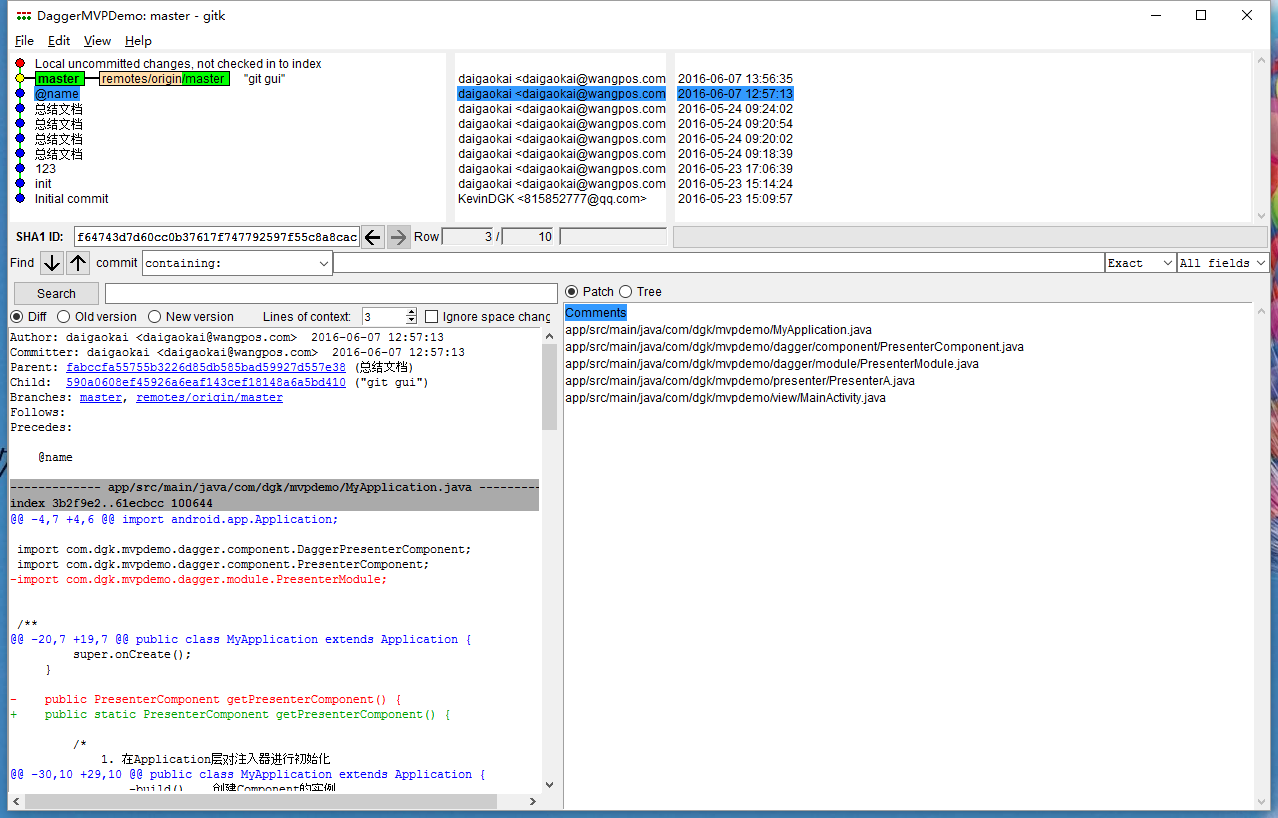 DaggerMVPDemo: master - gitk
File Edit View Help
Local uncommitted changes, not checked in to index
master remotes/origin/master "git gui" daigaokai <daigaokai@wangpos.com 2016-06-07 13:56:35
@name daigaokai <daigaokai@wangpos.com 2016-06-07 12:57:13
总结文档 daigaokai <daigaokai@wangpos.com 2016-05-24 09:24:02
总结文档 daigaokai <daigaokai@wangpos.com 2016-05-24 09:20:54
总结文档 daigaokai <daigaokai@wangpos.com 2016-05-24 09:20:02
总结文档 daigaokai <daigaokai@wangpos.com 2016-05-24 09:18:39
123 daigaokai <daigaokai@wangpos.com 2016-05-23 17:06:39
init daigaokai <daigaokai@wangpos.com 2016-05-23 15:14:24
Initial commit KevinDGK <815852777@qq.com> 2016-05-23 15:09:57
SHA1 ID: f64743d7d60cc0b37617f747792597f55c8a8cac Row 3 / 10
Find commit containing: Exact All fields
Search
Patch Tree
Diff Old version New version Lines of context: 3 Ignore space chang
Comments
app/src/main/java/com/dgk/mvpdemo/MyApplication.java
app/src/main/java/com/dgk/mvpdemo/dagger/component/PresenterComponent.java
app/src/main/java/com/dgk/mvpdemo/dagger/module/PresenterModule.java
app/src/main/java/com/dgk/mvpdemo/presenter/PresenterA.java
app/src/main/java/com/dgk/mvpdemo/view/MainActivity.java
Author: daigaokai <daigaokai@wangpos.com>  2016-06-07 12:57:13
Committer: daigaokai <daigaokai@wangpos.com>  2016-06-07 12:57:13
Parent: fabccfa55755b3226d85db585bad59927d557e38 (总结文档)
Child:  590a0608ef45926a6eaf143cef18148a6a5bd410 ("git gui")
Branches: master, remotes/origin/master
Follows:
Precedes:
@name
------------- app/src/main/java/com/dgk/mvpdemo/MyApplication.java ---------
index 3b2f9e2..61ecbcc 100644
@@ -4,7 +4,6 @@ import android.app.Application;
import com.dgk.mvpdemo.dagger.component.DaggerPresenterComponent;
import com.dgk.mvpdemo.dagger.component.PresenterComponent;
-import com.dgk.mvpdemo.dagger.module.PresenterModule;
/**
@@ -20,7 +19,7 @@ public class MyApplication extends Application {
super.onCreate();
}
-    public PresenterComponent getPresenterComponent() {
+    public static PresenterComponent getPresenterComponent() {
/*
1. 在Application层对注入器进行初始化
@@ -30,10 +29,10 @@ public class MyApplication extends Application {
-build()    创建Component的实例